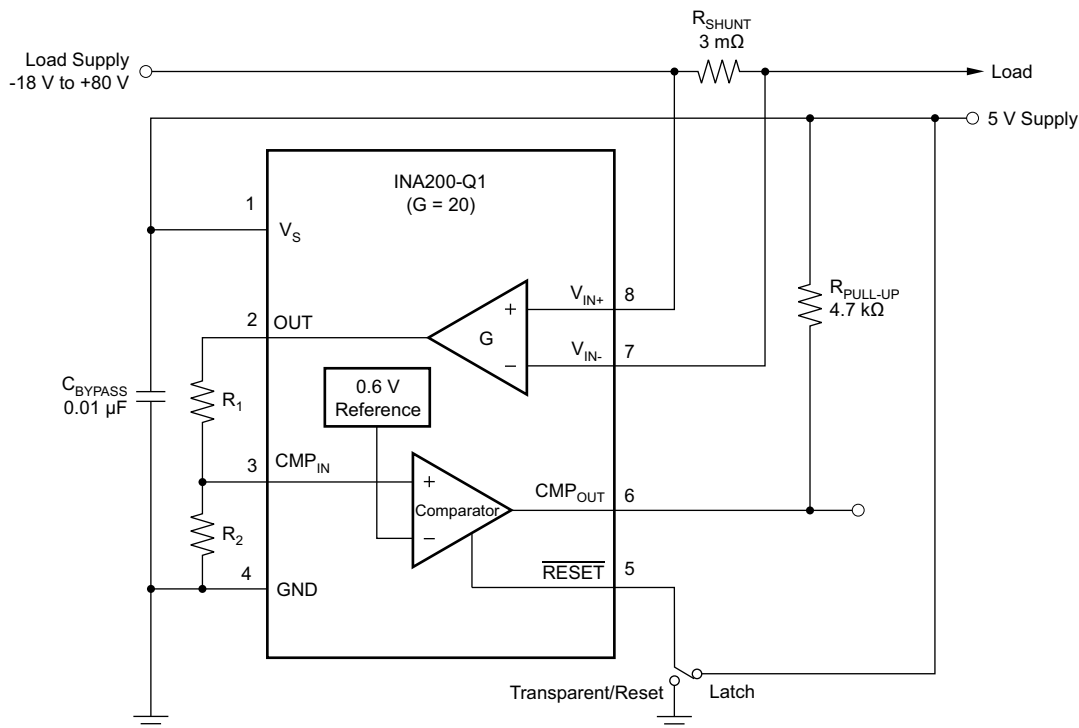 R_SHUNT
3 mΩ
Load Supply
-18 V to +80 V
Load
5 V Supply
INA200-Q1
(G = 20)
1
V_S
V_IN+
8
R_PULL-UP
4.7 kΩ
2
OUT
+
G
V_IN-
7
−
C_BYPASS
0.01 µF
R_1
0.6 V
Reference
3
CMP_IN
+
CMP_OUT
6
Comparator
R_2
−
4
GND
RESET
5
Transparent/Reset
Latch